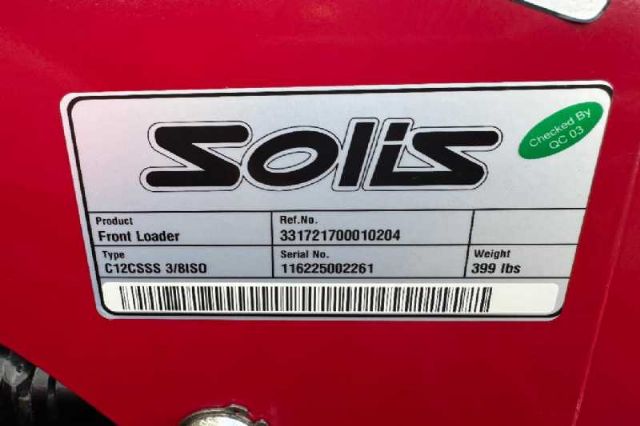 Solis
Checked By
QC 03
Product
Front Loader
Ref.No.
331721700010204
Type
C12CSSS 3/8ISO
Serial No.
116225002261
Weight
399 lbs